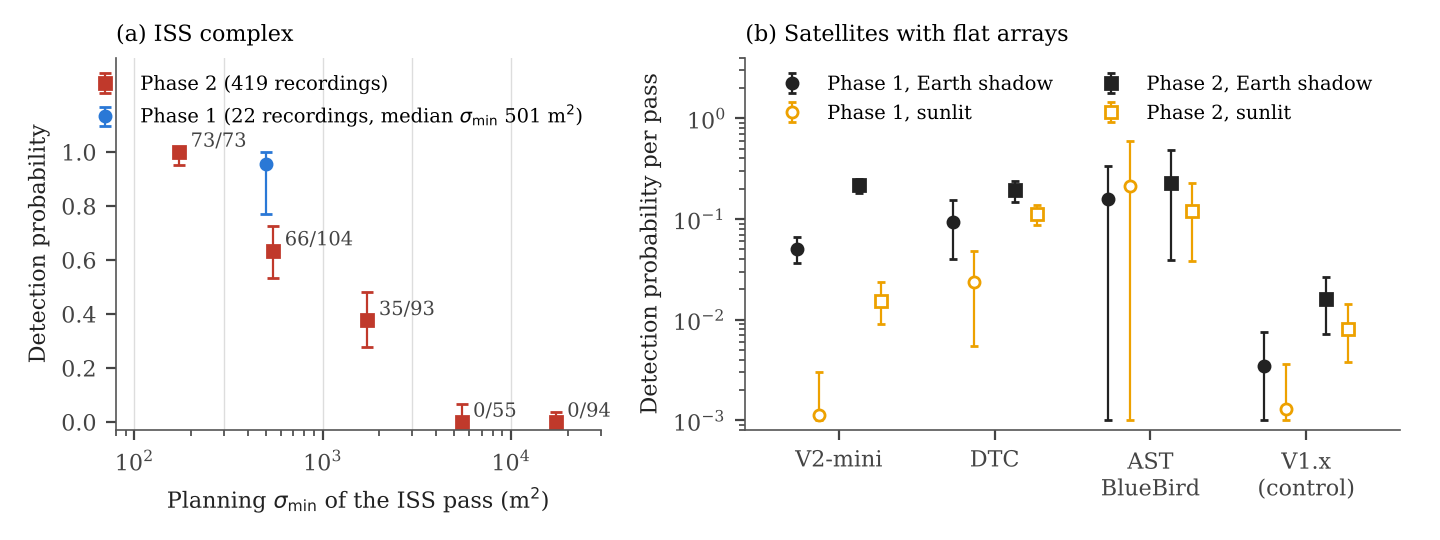 (a) ISS complex
Phase 2 (419 recordings)
Phase 1 (22 recordings, median σmin 501 m²)
Detection probability
1.0
0.8
0.6
0.4
0.2
0.0
73/73
66/104
35/93
0/55
0/94
10² 10³ 10⁴
Planning σmin of the ISS pass (m²)
(b) Satellites with flat arrays
Phase 1, Earth shadow
Phase 1, sunlit
Phase 2, Earth shadow
Phase 2, sunlit
Detection probability per pass
10⁰
10⁻¹
10⁻²
10⁻³
V2-mini DTC AST BlueBird V1.x (control)